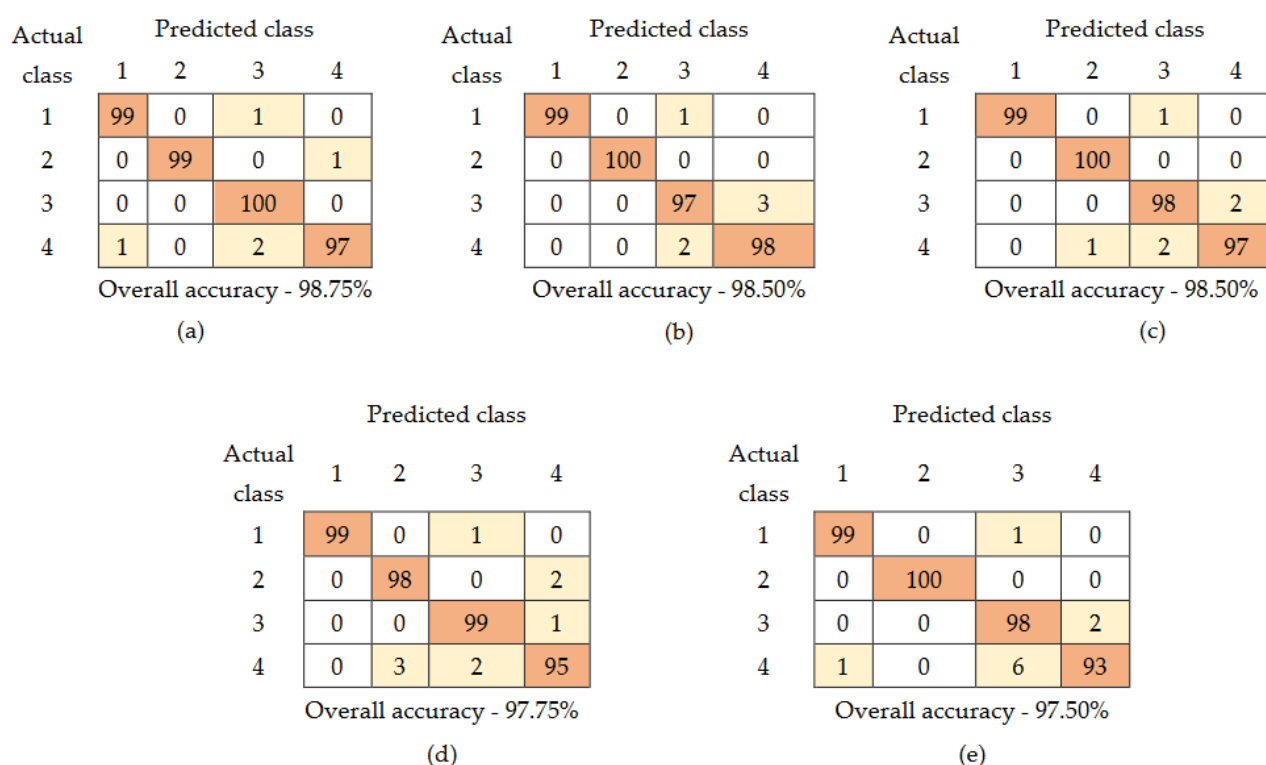 Predicted class Predicted class Predicted class
Actual Actual Actual
class 1 2 3 4 class 1 2 3 4 class 1 2 3 4
1 99 0 1 0 1 99 0 1 0 1 99 0 1 0
2 0 99 0 1 2 0 100 0 0 2 0 100 0 0
3 0 0 100 0 3 0 0 97 3 3 0 0 98 2
4 1 0 2 97 4 0 0 2 98 4 0 1 2 97
Overall accuracy - 98.75% Overall accuracy - 98.50% Overall accuracy - 98.50%
(a) (b) (c)
Predicted class Predicted class
Actual Actual
class 1 2 3 4 class 1 2 3 4
1 99 0 1 0 1 99 0 1 0
2 0 98 0 2 2 0 100 0 0
3 0 0 99 1 3 0 0 98 2
4 0 3 2 95 4 1 0 6 93
Overall accuracy - 97.75% Overall accuracy - 97.50%
(d) (e)